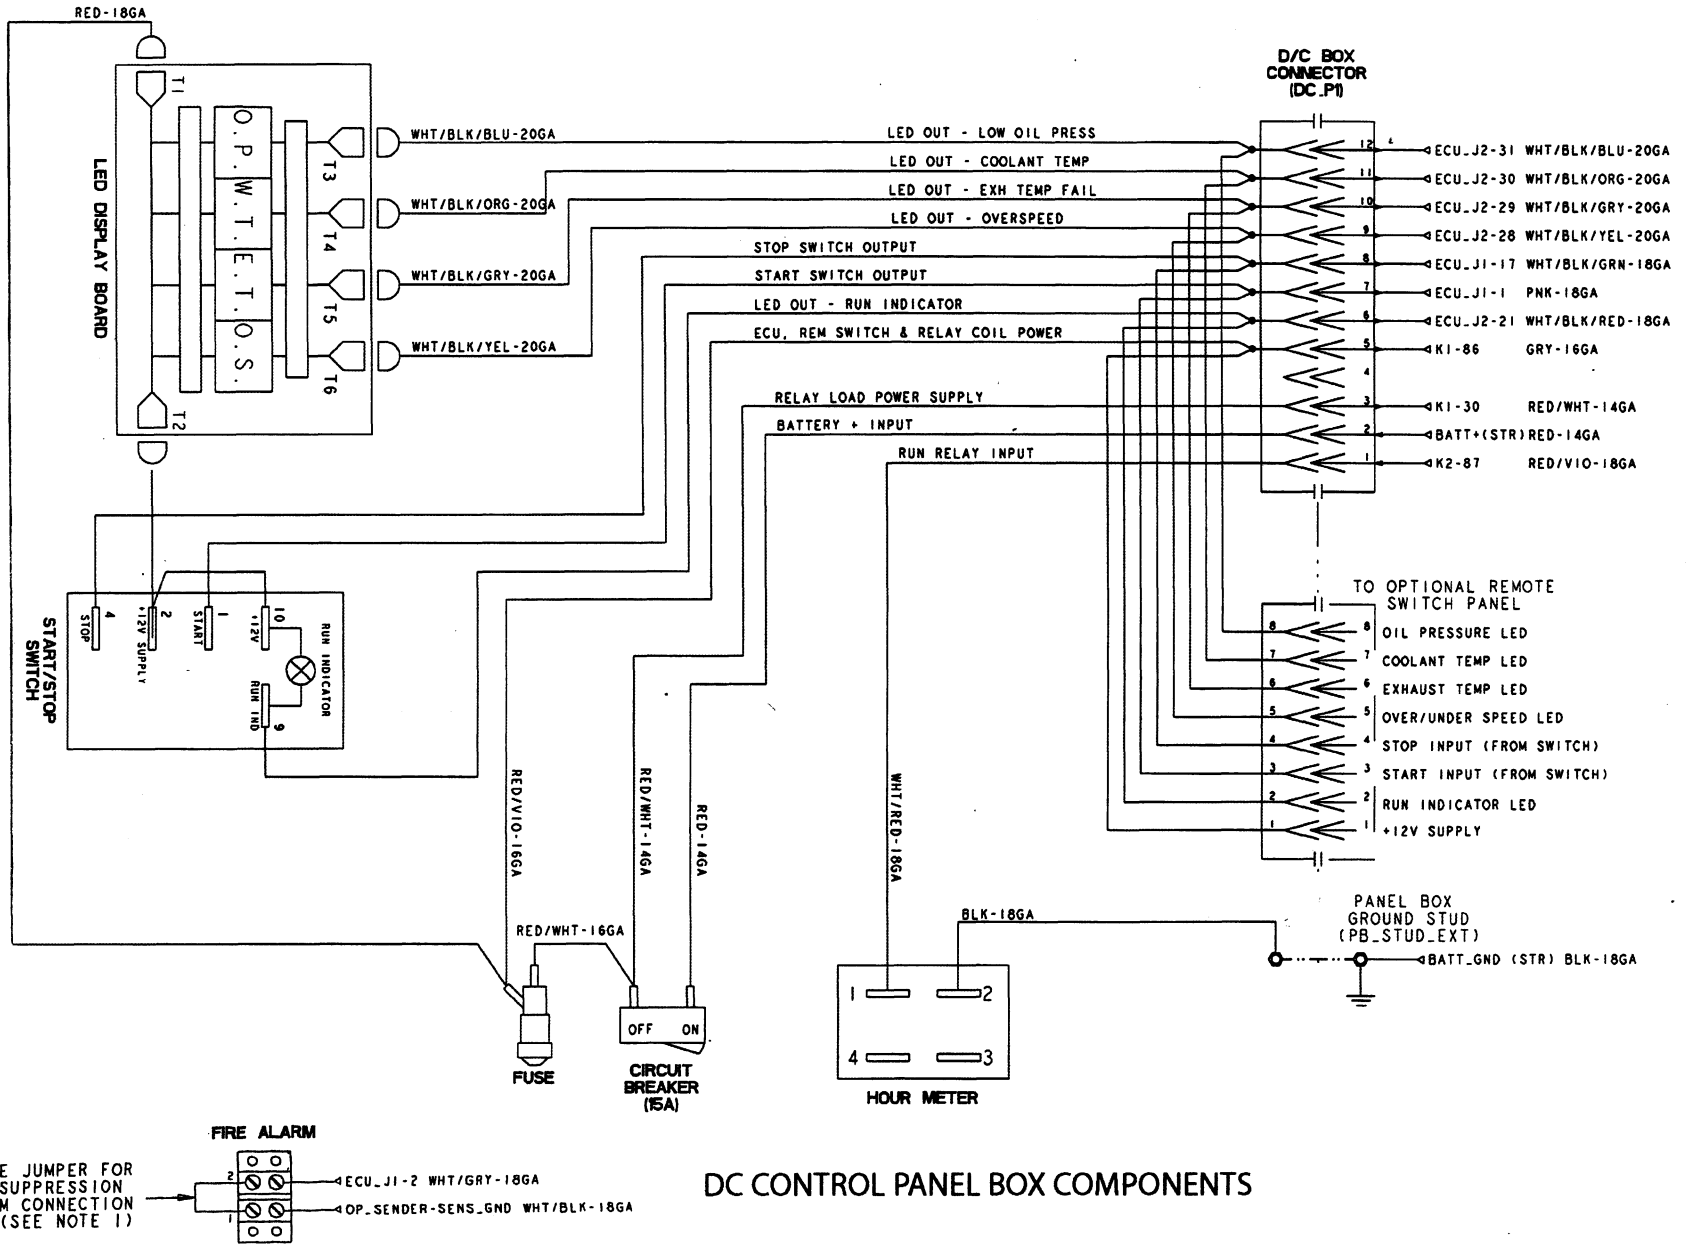 RED-18GA
D/C BOX
CONNECTOR
(DC_P1)
T1
O.P.
W.T.
E.T.
O.S.
T3
T4
T5
T6
T2
LED DISPLAY BOARD
WHT/BLK/BLU-20GA
WHT/BLK/ORG-20GA
WHT/BLK/GRY-20GA
WHT/BLK/YEL-20GA
LED OUT - LOW OIL PRESS
LED OUT - COOLANT TEMP
LED OUT - EXH TEMP FAIL
LED OUT - OVERSPEED
STOP SWITCH OUTPUT
START SWITCH OUTPUT
LED OUT - RUN INDICATOR
ECU, REM SWITCH & RELAY COIL POWER
RELAY LOAD POWER SUPPLY
BATTERY + INPUT
RUN RELAY INPUT
12 ECU_J2-31 WHT/BLK/BLU-20GA
11 ECU_J2-30 WHT/BLK/ORG-20GA
10 ECU_J2-29 WHT/BLK/GRY-20GA
9 ECU_J2-28 WHT/BLK/YEL-20GA
8 ECU_J1-17 WHT/BLK/GRN-18GA
7 ECU_J1-1 PNK-18GA
6 ECU_J2-21 WHT/BLK/RED-18GA
5 K1-86 GRY-16GA
4
3 K1-30 RED/WHT-14GA
2 BATT+(STR) RED-14GA
1 K2-87 RED/VIO-18GA
TO OPTIONAL REMOTE
SWITCH PANEL
8 8 OIL PRESSURE LED
7 7 COOLANT TEMP LED
6 6 EXHAUST TEMP LED
5 5 OVER/UNDER SPEED LED
4 4 STOP INPUT (FROM SWITCH)
3 3 START INPUT (FROM SWITCH)
2 2 RUN INDICATOR LED
1 1 +12V SUPPLY
START/STOP
SWITCH
4
STOP
2
+12V SUPPLY
1
START
10
+12V
RUN INDICATOR
RUN IND
9
RED/VIO-16GA
RED/WHT-14GA
RED-14GA
WHT/RED-18GA
RED/WHT-16GA
BLK-18GA
PANEL BOX
GROUND STUD
(PB_STUD_EXT)
BATT_GND (STR) BLK-18GA
FUSE
OFF ON
CIRCUIT
BREAKER
(15A)
1 2
4 3
HOUR METER
FIRE ALARM
2
1
E JUMPER FOR
SUPPRESSION
M CONNECTION
(SEE NOTE 1)
ECU_J1-2 WHT/GRY-18GA
OP_SENDER-SENS_GND WHT/BLK-18GA
DC CONTROL PANEL BOX COMPONENTS